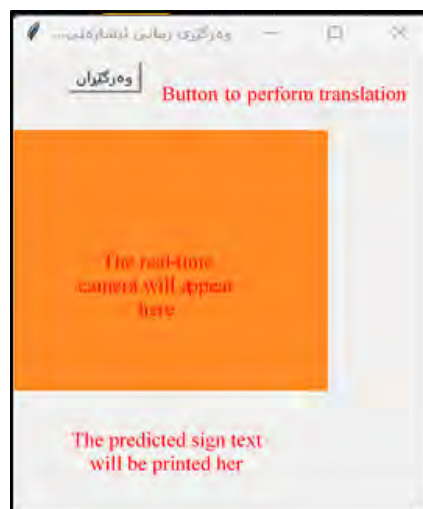 وەرگێڕی زمانی ئیشارەتی...
وەرگێڕان
Button to perform translation
The real-time
camera will appear
here
The predicted sign text
will be printed her